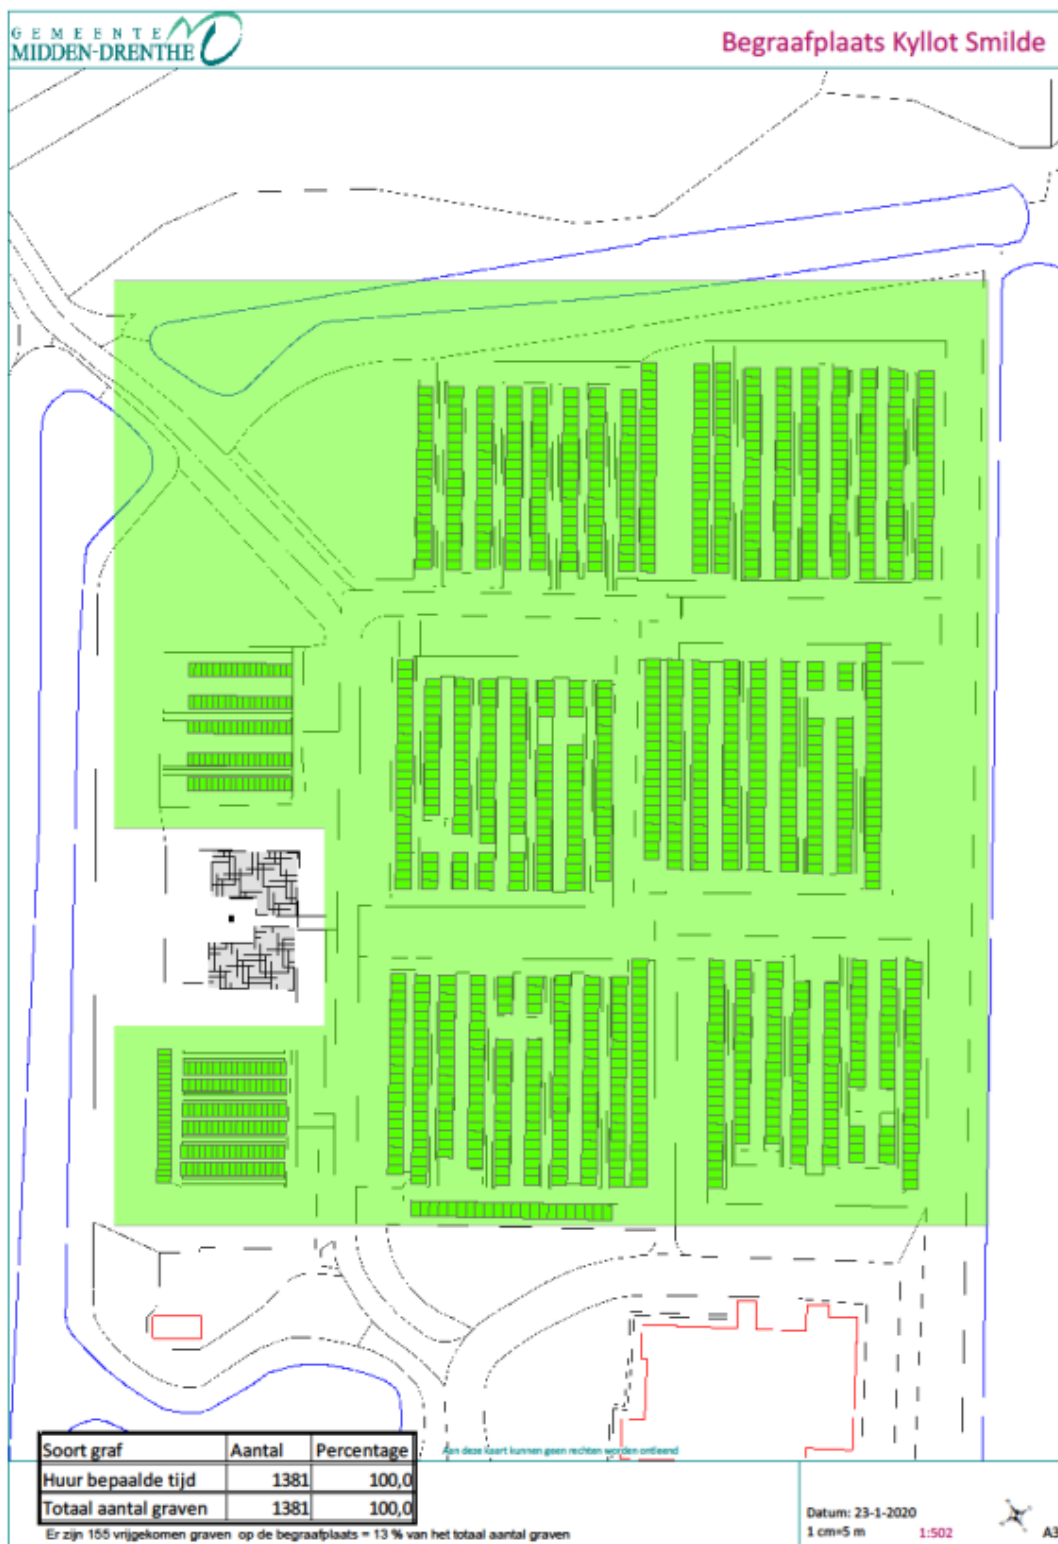 GEMEENTE
MIDDEN-DRENTHE
Begraafplaats Kyllot Smilde
Aan deze kaart kunnen geen rechten worden ontleend
Soort graf Aantal Percentage
Huur bepaalde tijd 1381 100,0
Totaal aantal graven 1381 100,0
Er zijn 155 vrijgekomen graven op de begraafplaats = 13 % van het totaal aantal graven
Datum: 23-1-2020
1 cm=5 m 1:502 A3